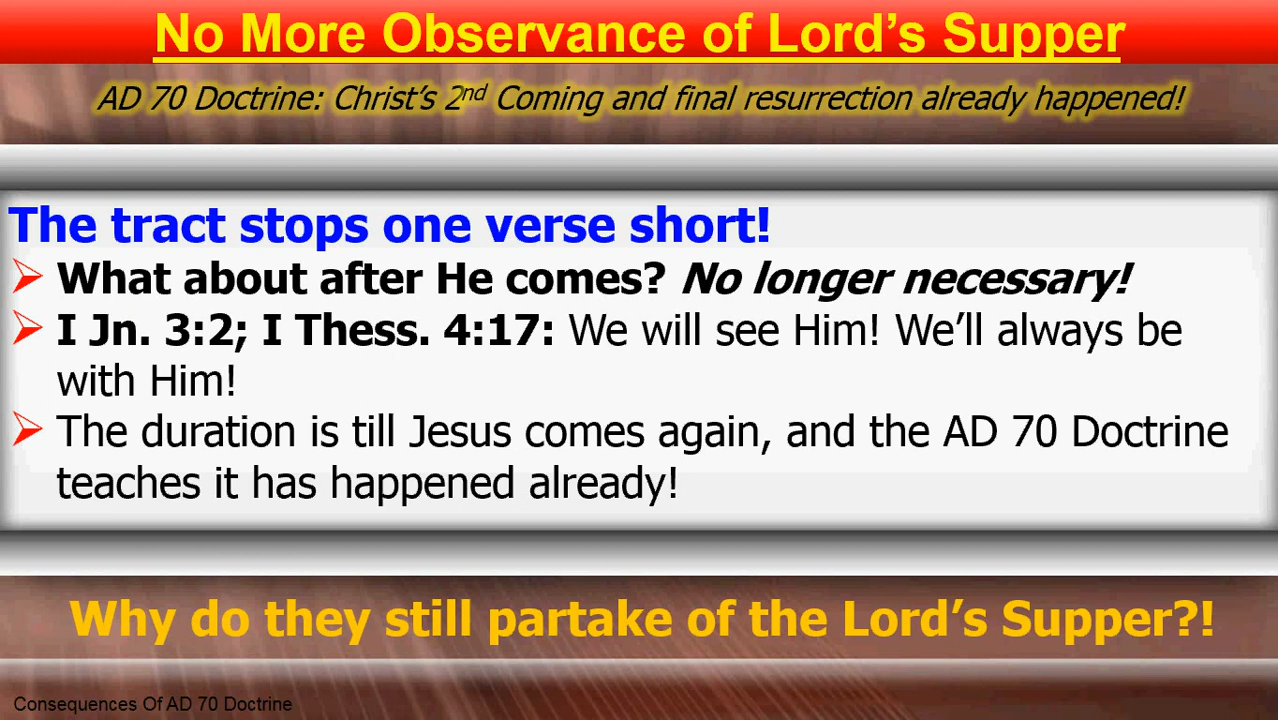 No More Observance of Lord’s Supper
AD 70 Doctrine: Christ’s 2nd Coming and final resurrection already happened!
The tract stops one verse short!
➢ What about after He comes? No longer necessary!
➢ I Jn. 3:2; I Thess. 4:17: We will see Him! We’ll always be
with Him!
➢ The duration is till Jesus comes again, and the AD 70 Doctrine
teaches it has happened already!
Why do they still partake of the Lord’s Supper?!
Consequences Of AD 70 Doctrine